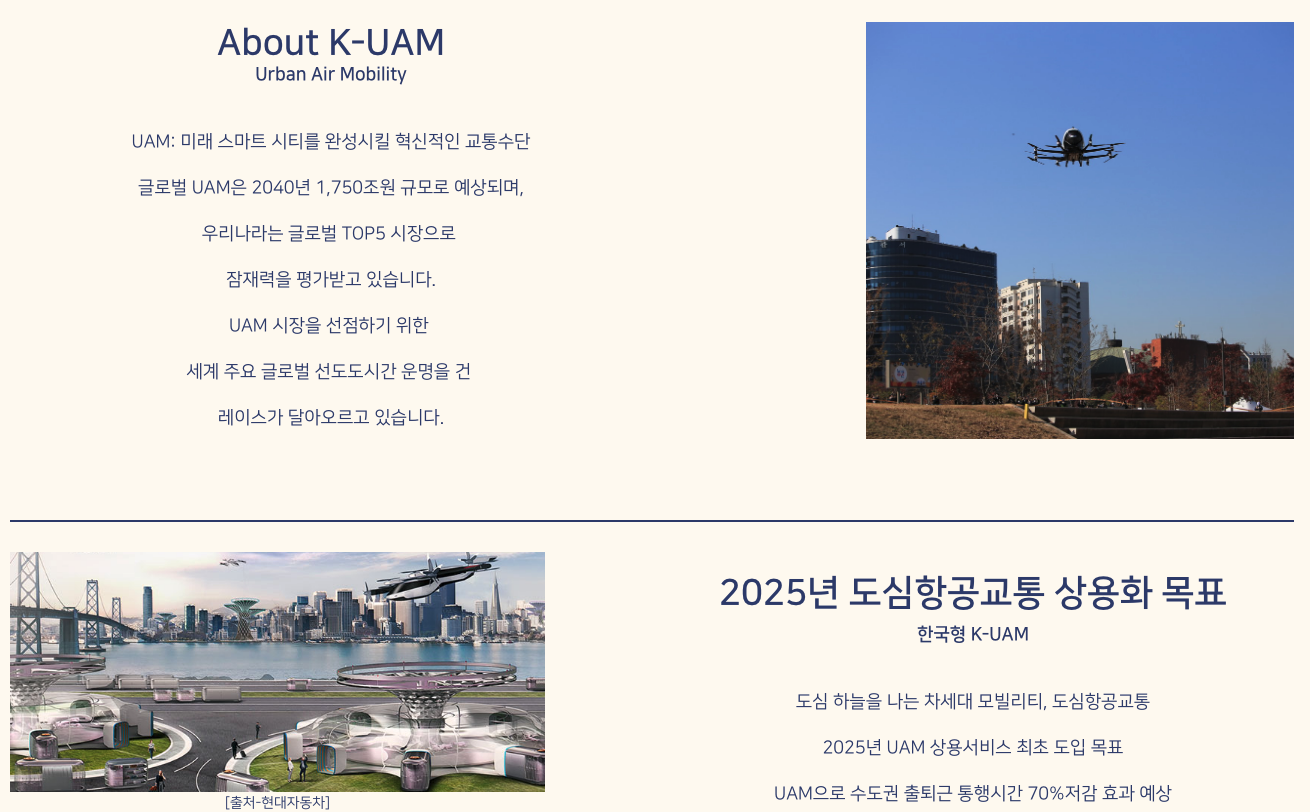 About K-UAM
Urban Air Mobility
UAM: 미래 스마트 시티를 완성시킬 혁신적인 교통수단
글로벌 UAM은 2040년 1,750조원 규모로 예상되며,
우리나라는 글로벌 TOP5 시장으로
잠재력을 평가받고 있습니다.
UAM 시장을 선점하기 위한
세계 주요 글로벌 선도도시간 운명을 건
레이스가 달아오르고 있습니다.
[출처-현대자동차]
2025년 도심항공교통 상용화 목표
한국형 K-UAM
도심 하늘을 나는 차세대 모빌리티, 도심항공교통
2025년 UAM 상용서비스 최초 도입 목표
UAM으로 수도권 출퇴근 통행시간 70%저감 효과 예상